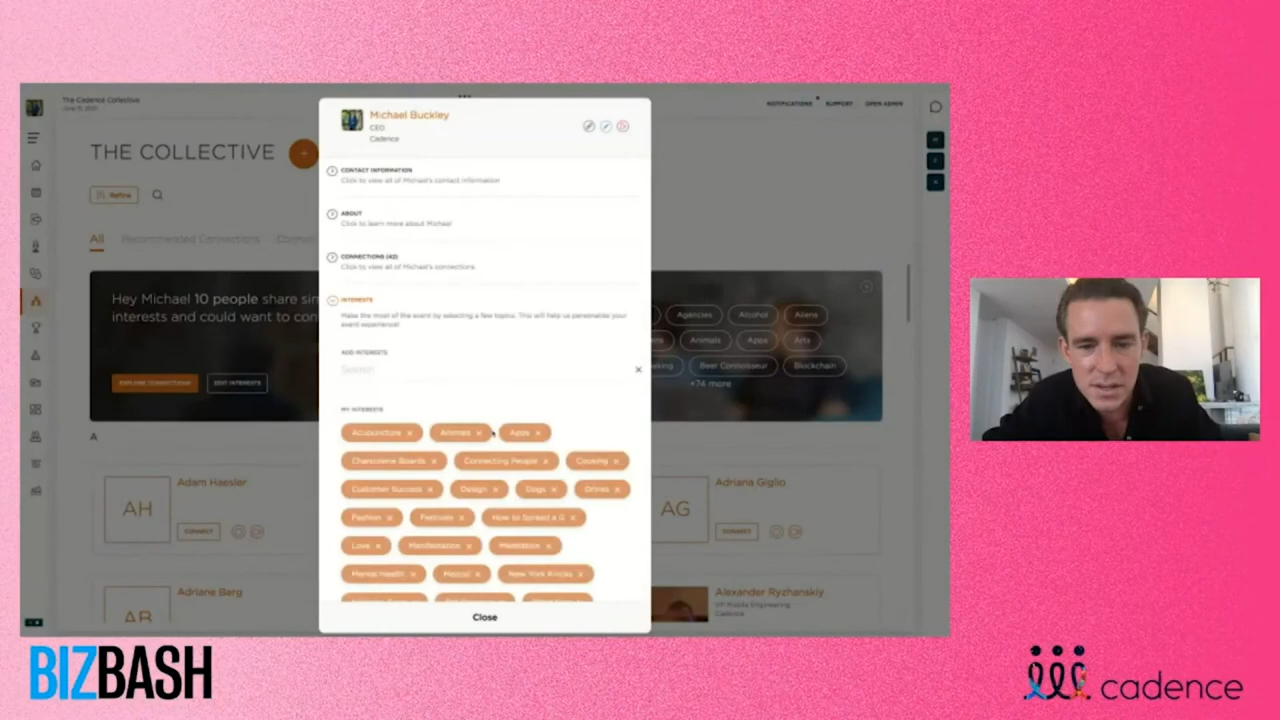 The Cadence Collective
NOTIFICATIONS
SUPPORT
OPEN ADMIN
THE COLLECTIVE
+
Refine
All
Recommended Connections
Hey Michael 10 people share sim
interests and could want to con
EXPLORE CONNECTIONS
EDIT INTERESTS
Michael Buckley
CEO
Cadence
CONTACT INFORMATION
Click to view all of Michael's contact information
ABOUT
Click to learn more about Michael
CONNECTIONS (42)
Click to view all of Michael's connections
INTERESTS
Make the most of the event by selecting a few topics. This will help us personalize your
event experience!
ADD INTERESTS
Search
MY INTERESTS
Acupuncture
Animals
Apps
Charcuterie Boards
Connecting People
Customer Success
Design
Dogs
Drinks
Fashion
Festivals
How to Spread a G
Love
Manifestation
Meditation
Mental Health
Mezcal
New York Knicks
Close
Agencies
Alcohol
Aliens
Animals
Apps
Arts
Beer Connoisseur
Blockchain
+74 more
A
AH
Adam Haesler
CONNECT
AG
Adriana Giglio
CONNECT
AB
Adriane Berg
Alexander Ryzhanskiy
Cadence
BIZBASH
cadence